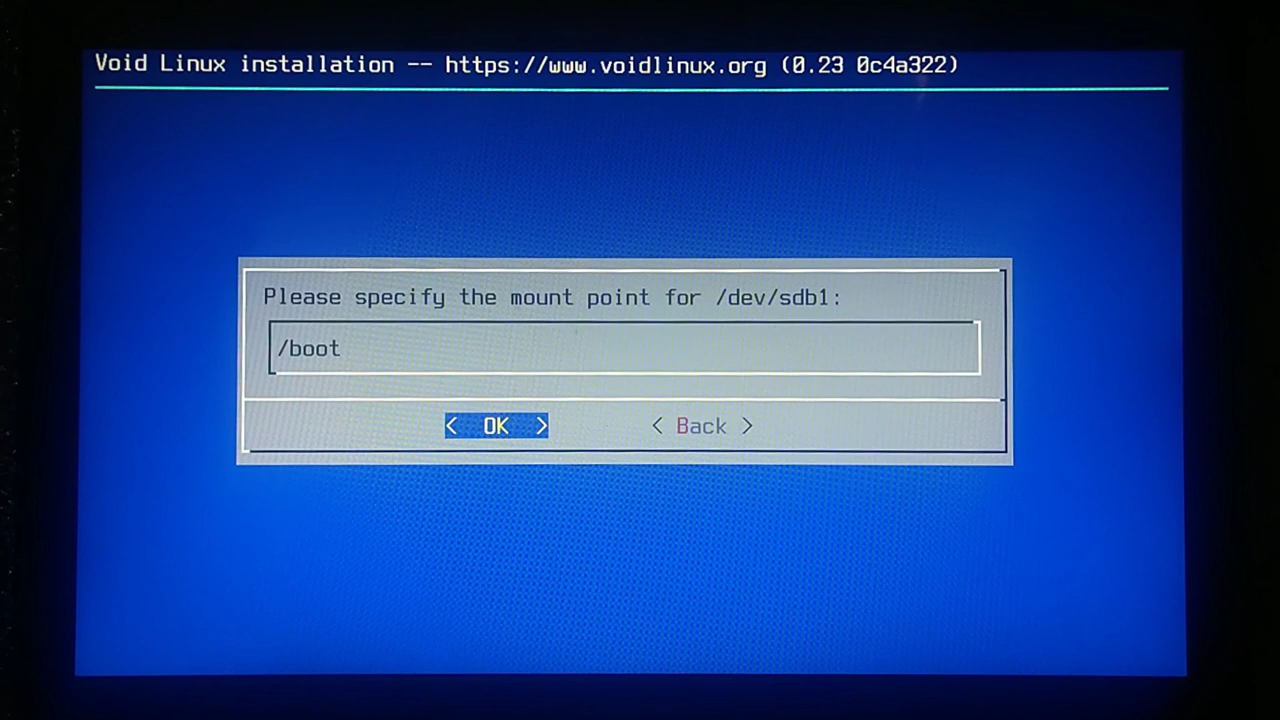 Void Linux installation -- https://www.voidlinux.org (0.23 0c4a322)
Please specify the mount point for /dev/sdb1:
/boot
< OK > < Back >